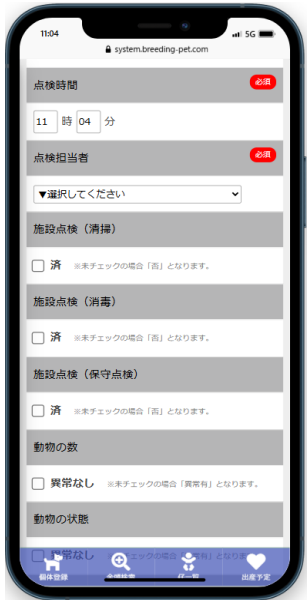 11:04
5G
system.breeding-pet.com
点検時間 必須
11 時 04 分
点検担当者 必須
▼選択してください
施設点検（清掃）
済 ※未チェックの場合「否」となります。
施設点検（消毒）
済 ※未チェックの場合「否」となります。
施設点検（保守点検）
済 ※未チェックの場合「否」となります。
動物の数
異常なし ※未チェックの場合「異常有」となります。
動物の状態
異常なし
個体登録 出産予定